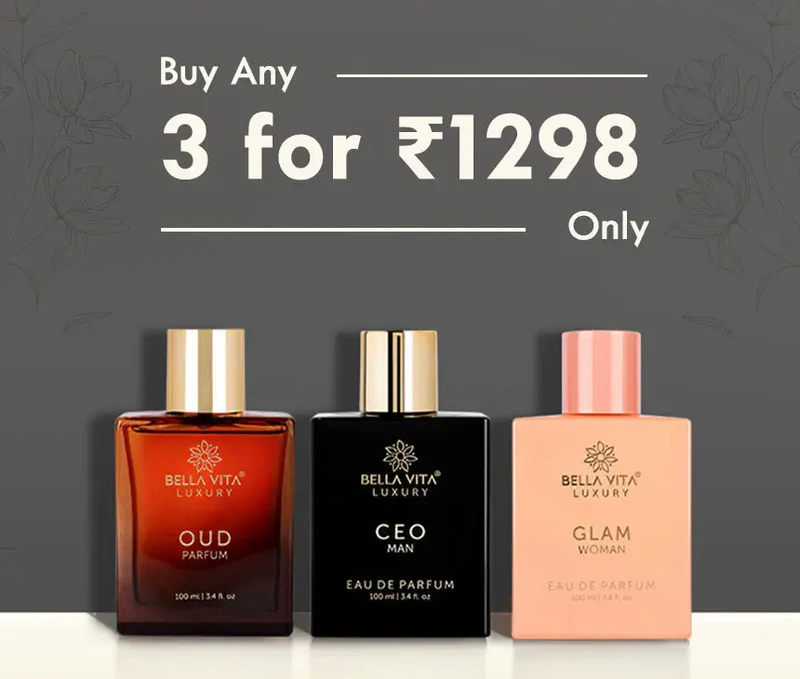 Buy Any
3 for ₹1298
Only
BELLA VITA®
LUXURY
OUD
PARFUM
100 ml | 3.4 fl. oz
BELLA VITA®
LUXURY
CEO
MAN
EAU DE PARFUM
100 ml | 3.4 fl. oz
BELLA VITA®
LUXURY
GLAM
WOMAN
EAU DE PARFUM
100 ml | 3.4 fl. oz